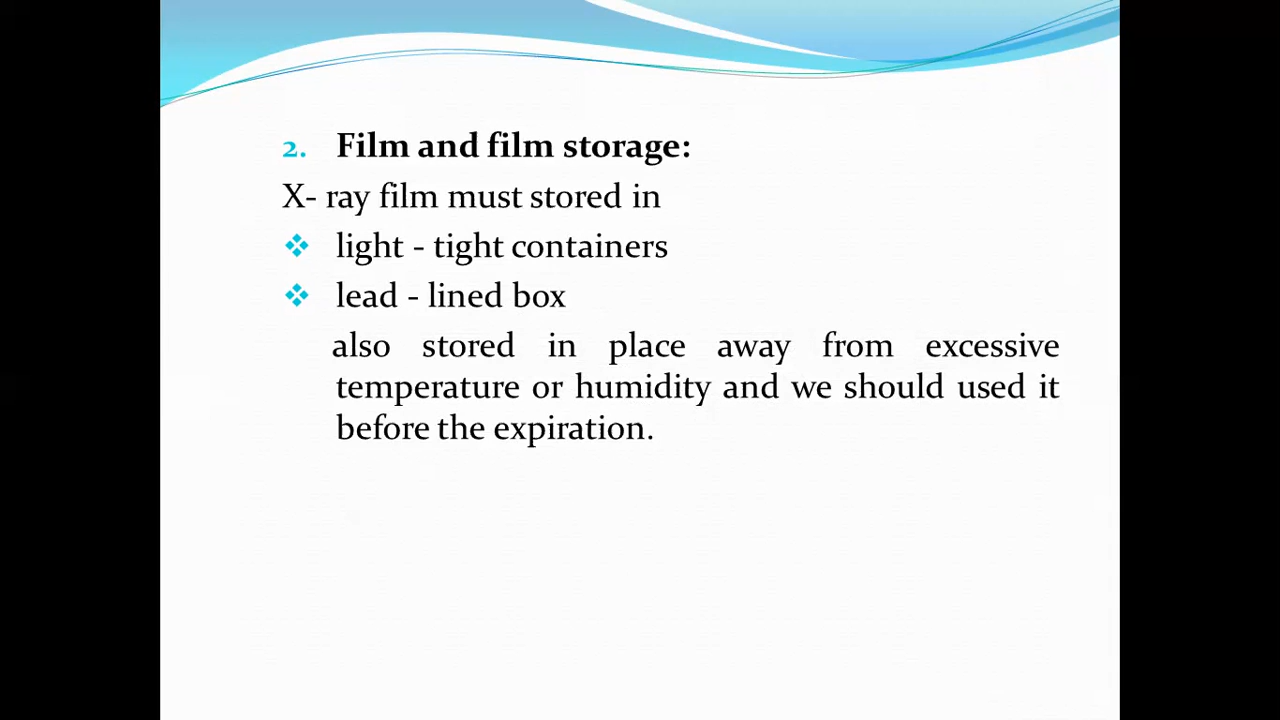 2. Film and film storage:
X- ray film must stored in
❖ light - tight containers
❖ lead - lined box
also stored in place away from excessive
temperature or humidity and we should used it
before the expiration.